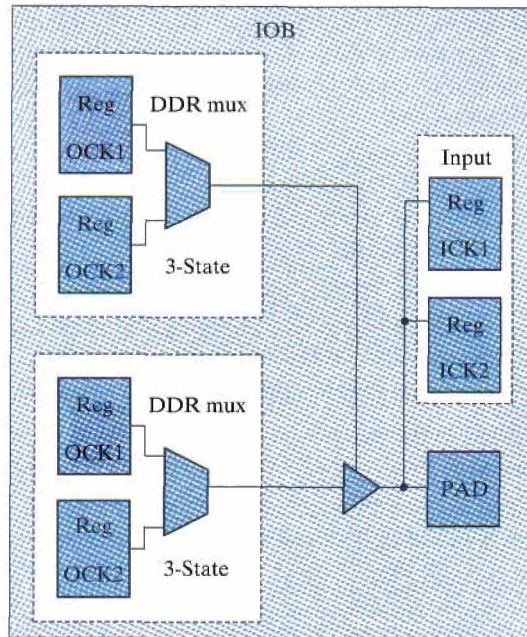 IOB
Reg
OCK1
DDR mux
Reg
OCK2
3-State
Input
Reg
ICK1
Reg
ICK2
Reg
OCK1
DDR mux
Reg
OCK2
3-State
PAD